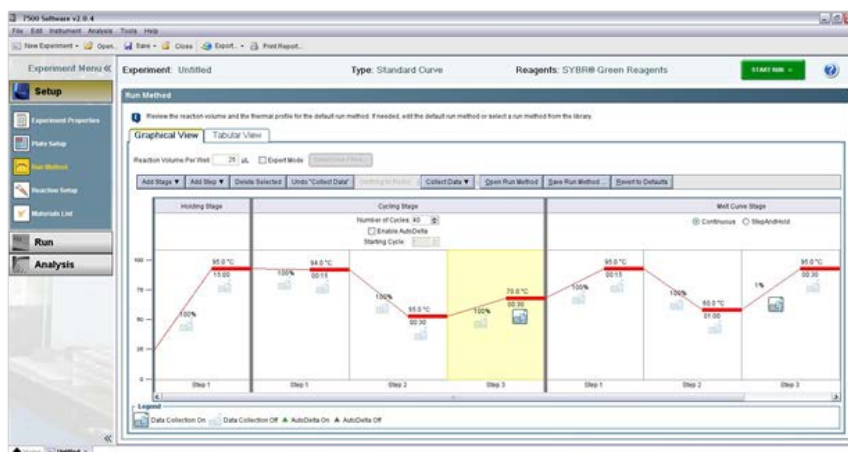 7500 Software v2.0.4
File Edit Instrument Analysis Tools Help
New Experiment Open... Save Close Export... Print Report...
Experiment Menu «
Experiment: Untitled Type: Standard Curve Reagents: SYBR® Green Reagents START RUN
Setup
Experiment Properties
Plate Setup
Run Method
Reaction Setup
Materials List
Run
Analysis
Run Method
Review the reaction volume and the thermal profile for the default run method. If needed, edit the default run method or select a run method from the library.
Graphical View Tabular View
Reaction Volume Per Well: 25 µL Expert Mode
Add Stage Add Step Delete Selected Undo "Collect Data" Collect Data Open Run Method Save Run Method ... Revert to Defaults
Holding Stage Cycling Stage Melt Curve Stage
Number of Cycles: 40
Enable AutoDelta
Starting Cycle:
Continuous StepAndHold
100
75
50
25
0
95.0 °C
15:00
100%
94.0 °C
00:15
100%
100%
00:30
100%
00:30
100%
95.0 °C
00:15
100%
60.0 °C
01:00
1%
95.0 °C
00:30
Step 1 Step 1 Step 2 Step 3 Step 1 Step 2 Step 3
Legend
Data Collection On Data Collection Off AutoDelta On AutoDelta Off
Home Untitled ×